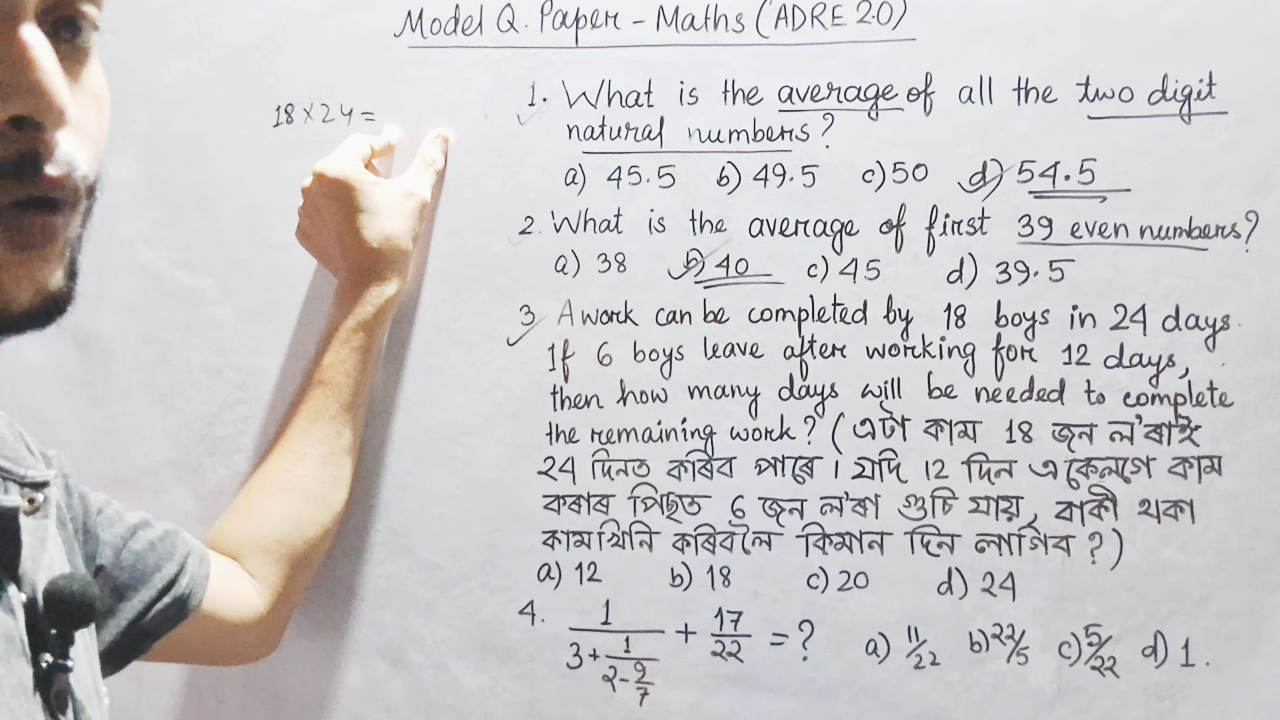 Model Q. Paper - Maths (ADRE 2.0)
18 × 24 =
1. What is the average of all the two digit
natural numbers?
a) 45.5 b) 49.5 c) 50 d) 54.5
2. What is the average of first 39 even numbers?
a) 38 b) 40 c) 45 d) 39.5
3 A work can be completed by 18 boys in 24 days.
If 6 boys leave after working for 12 days,
then how many days will be needed to complete
the remaining work? (এটা কাম 18 জন ল'ৰাই
24 দিনত কৰিব পাৰে । যদি 12 দিন একেলগে কাম
কৰাৰ পিছত 6 জন ল'ৰা গুচি যায়, বাকী থকা
কামখিনি কৰিবলৈ কিমান দিন লাগিব ?)
a) 12 b) 18 c) 20 d) 24
4. 1/(3+1/(2-9/7)) + 17/22 = ? a) 11/22 b) 22/5 c) 5/22 d) 1.